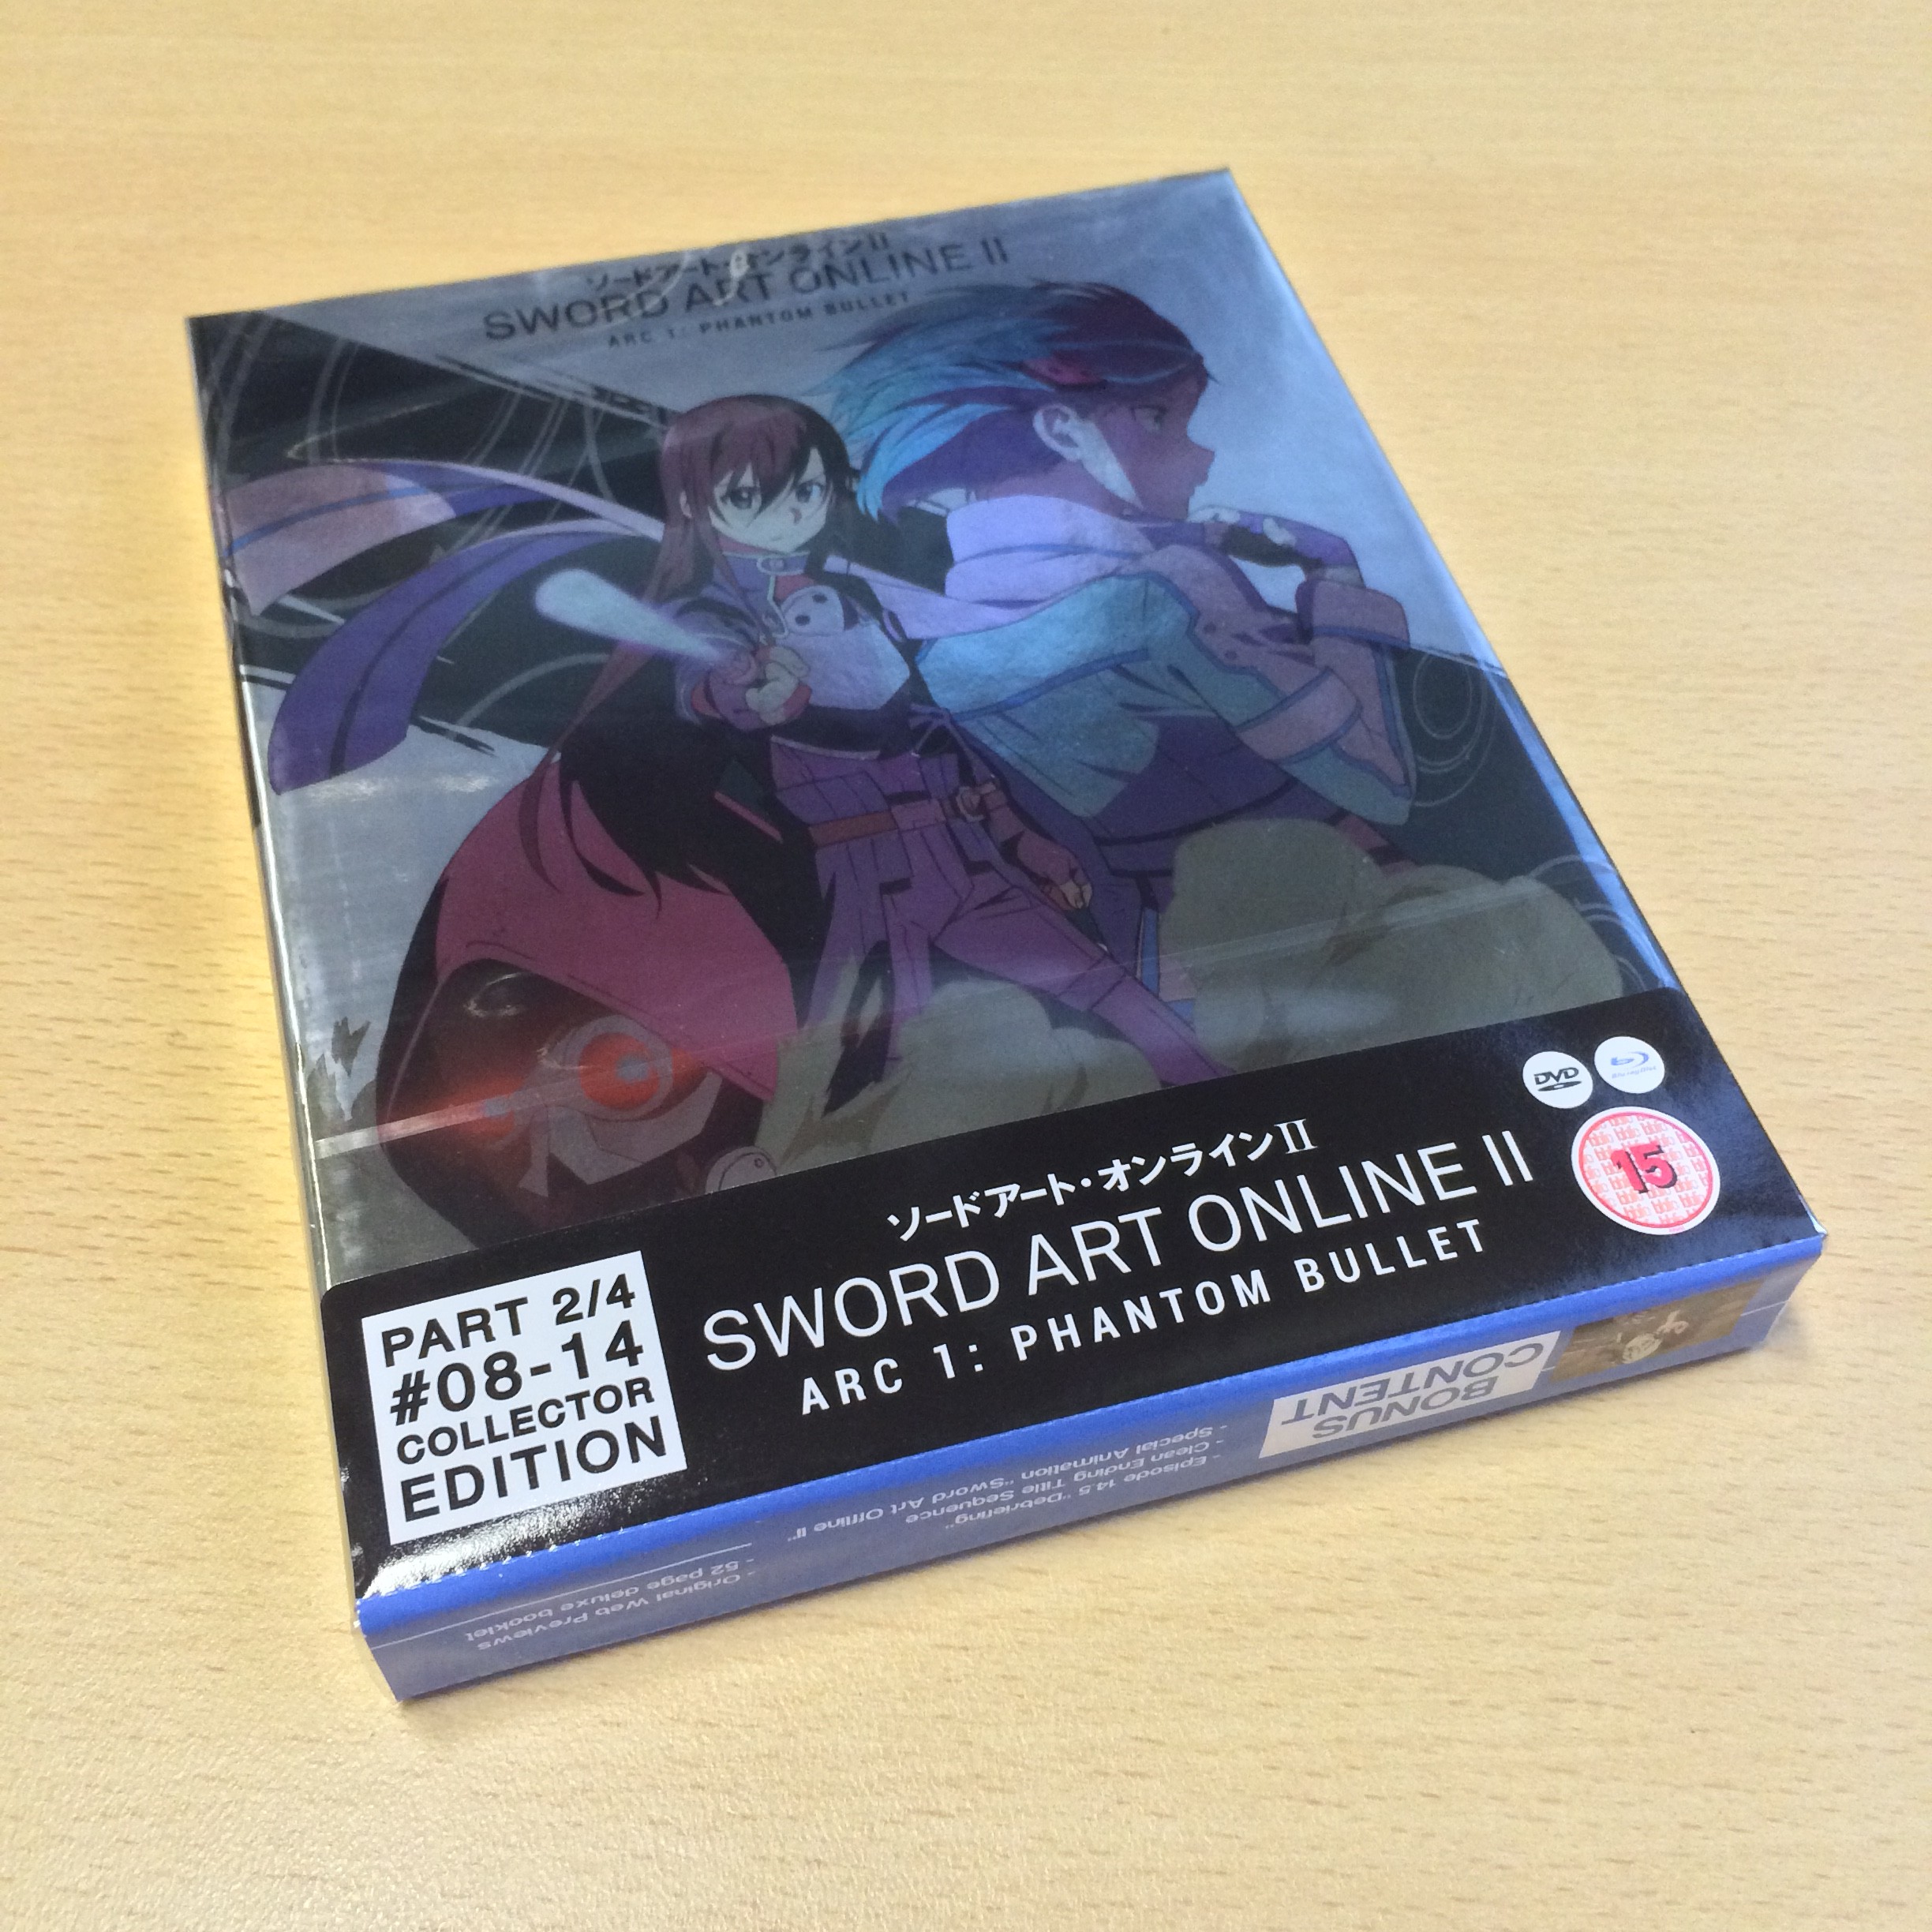 ソードアート・オンラインII
SWORD ART ONLINE II
ARC 1: PHANTOM BULLET
DVD
Blu-ray Disc
15
ソードアート・オンラインII
SWORD ART ONLINE II
ARC 1: PHANTOM BULLET
PART 2/4
#08-14
COLLECTOR
EDITION
BONUS
CONTENT
- Episode 14.5 "Debriefing"
- Clean Ending Title Sequence
- Special Animation "Sword Art Offline II"
- Original Web Previews
- 52 page deluxe booklet